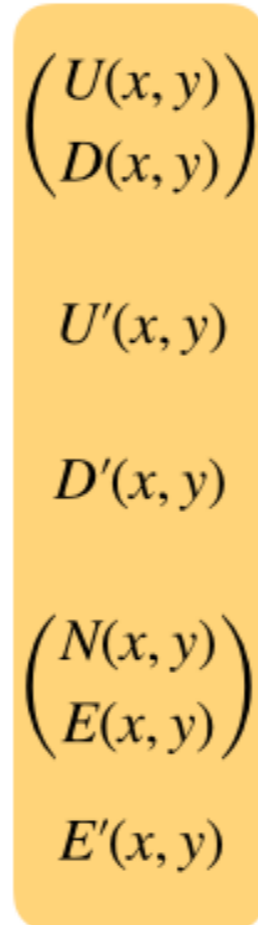 U(x, y)
D(x, y)
U′(x, y)
D′(x, y)
N(x, y)
E(x, y)
E′(x, y)